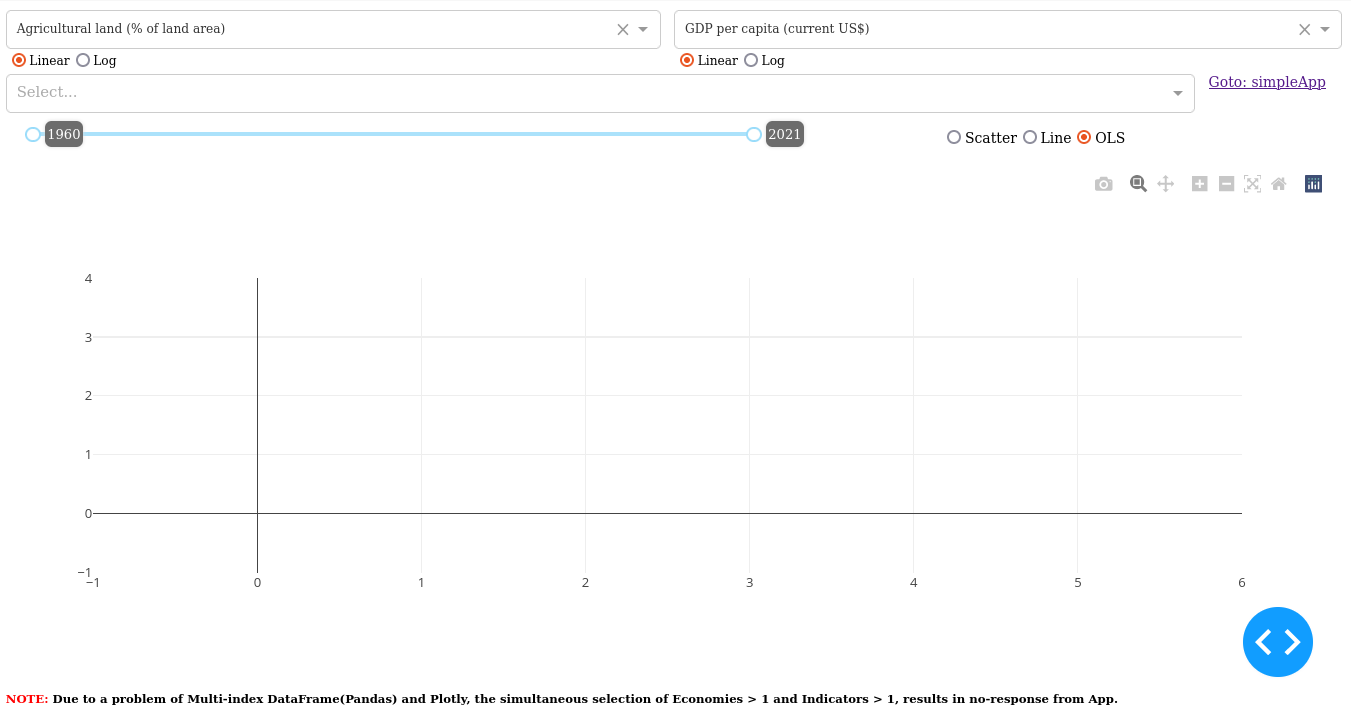 Agricultural land (% of land area)
GDP per capita (current US$)
Linear Log
Linear Log
Select...
Goto: simpleApp
1960
2021
Scatter Line OLS
4
3
2
1
0
−1
−1 0 1 2 3 4 5 6
NOTE: Due to a problem of Multi-index DataFrame(Pandas) and Plotly, the simultaneous selection of Economies > 1 and Indicators > 1, results in no-response from App.